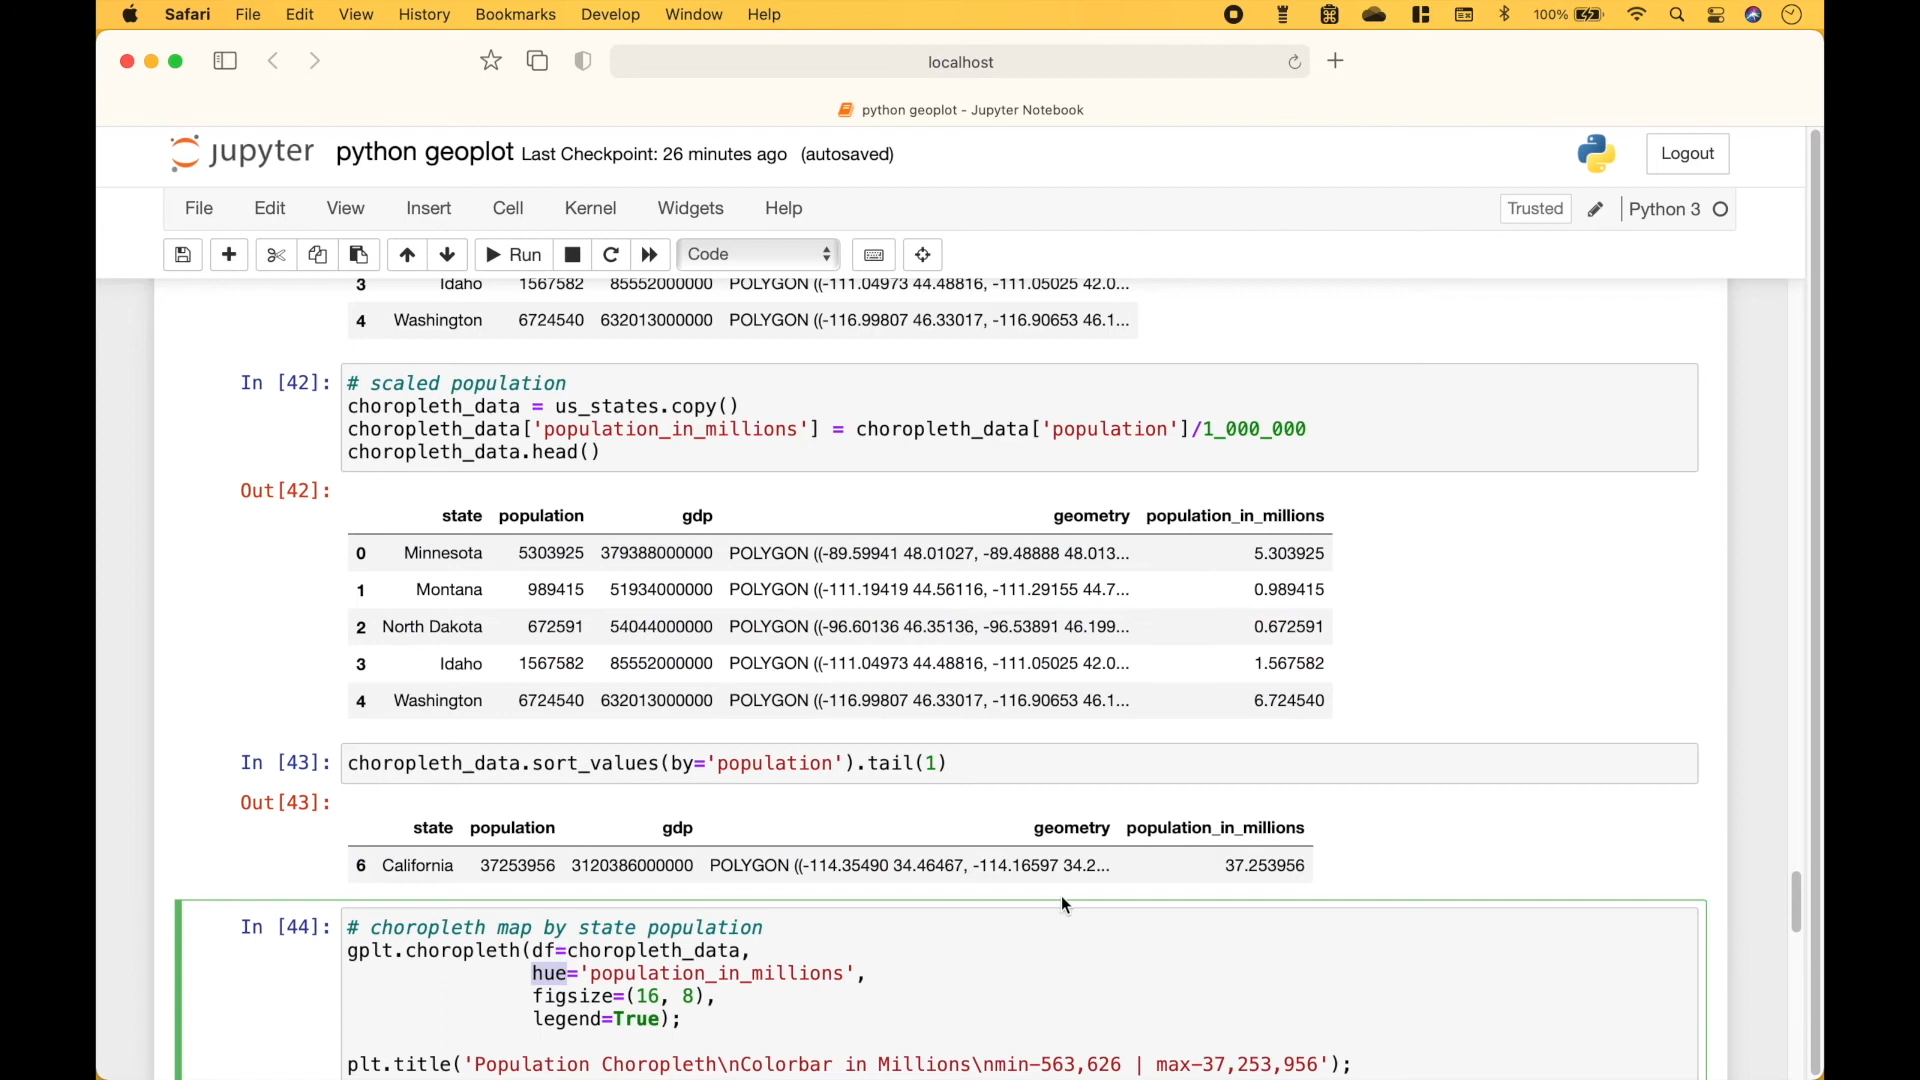 Safari File Edit View History Bookmarks Develop Window Help 100%
localhost
python geoplot - Jupyter Notebook
jupyter python geoplot Last Checkpoint: 26 minutes ago (autosaved) Logout
File Edit View Insert Cell Kernel Widgets Help Trusted Python 3
Run Code
3 Idaho 1567582 85552000000 POLYGON ((-111.04973 44.48816, -111.05025 42.0...
4 Washington 6724540 632013000000 POLYGON ((-116.99807 46.33017, -116.90653 46.1...
In [42]: # scaled population
choropleth_data = us_states.copy()
choropleth_data['population_in_millions'] = choropleth_data['population']/1_000_000
choropleth_data.head()
Out[42]:
state population gdp geometry population_in_millions
0 Minnesota 5303925 379388000000 POLYGON ((-89.59941 48.01027, -89.48888 48.013... 5.303925
1 Montana 989415 51934000000 POLYGON ((-111.19419 44.56116, -111.29155 44.7... 0.989415
2 North Dakota 672591 54044000000 POLYGON ((-96.60136 46.35136, -96.53891 46.199... 0.672591
3 Idaho 1567582 85552000000 POLYGON ((-111.04973 44.48816, -111.05025 42.0... 1.567582
4 Washington 6724540 632013000000 POLYGON ((-116.99807 46.33017, -116.90653 46.1... 6.724540
In [43]: choropleth_data.sort_values(by='population').tail(1)
Out[43]:
state population gdp geometry population_in_millions
6 California 37253956 3120386000000 POLYGON ((-114.35490 34.46467, -114.16597 34.2... 37.253956
In [44]: # choropleth map by state population
gplt.choropleth(df=choropleth_data,
hue='population_in_millions',
figsize=(16, 8),
legend=True);
plt.title('Population Choropleth\nColorbar in Millions\nmin-563,626 | max-37,253,956');